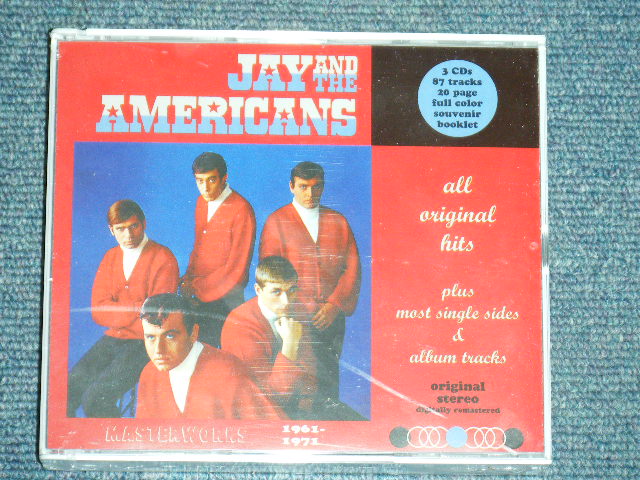 JAY AND THE
AMERICANS
3 CDs
87 tracks
20 page
full color
souvenir
booklet
all
original
hits
plus
most single sides
&
album tracks
original
stereo
digitally remastered
MASTERWORKS
1961-
1971